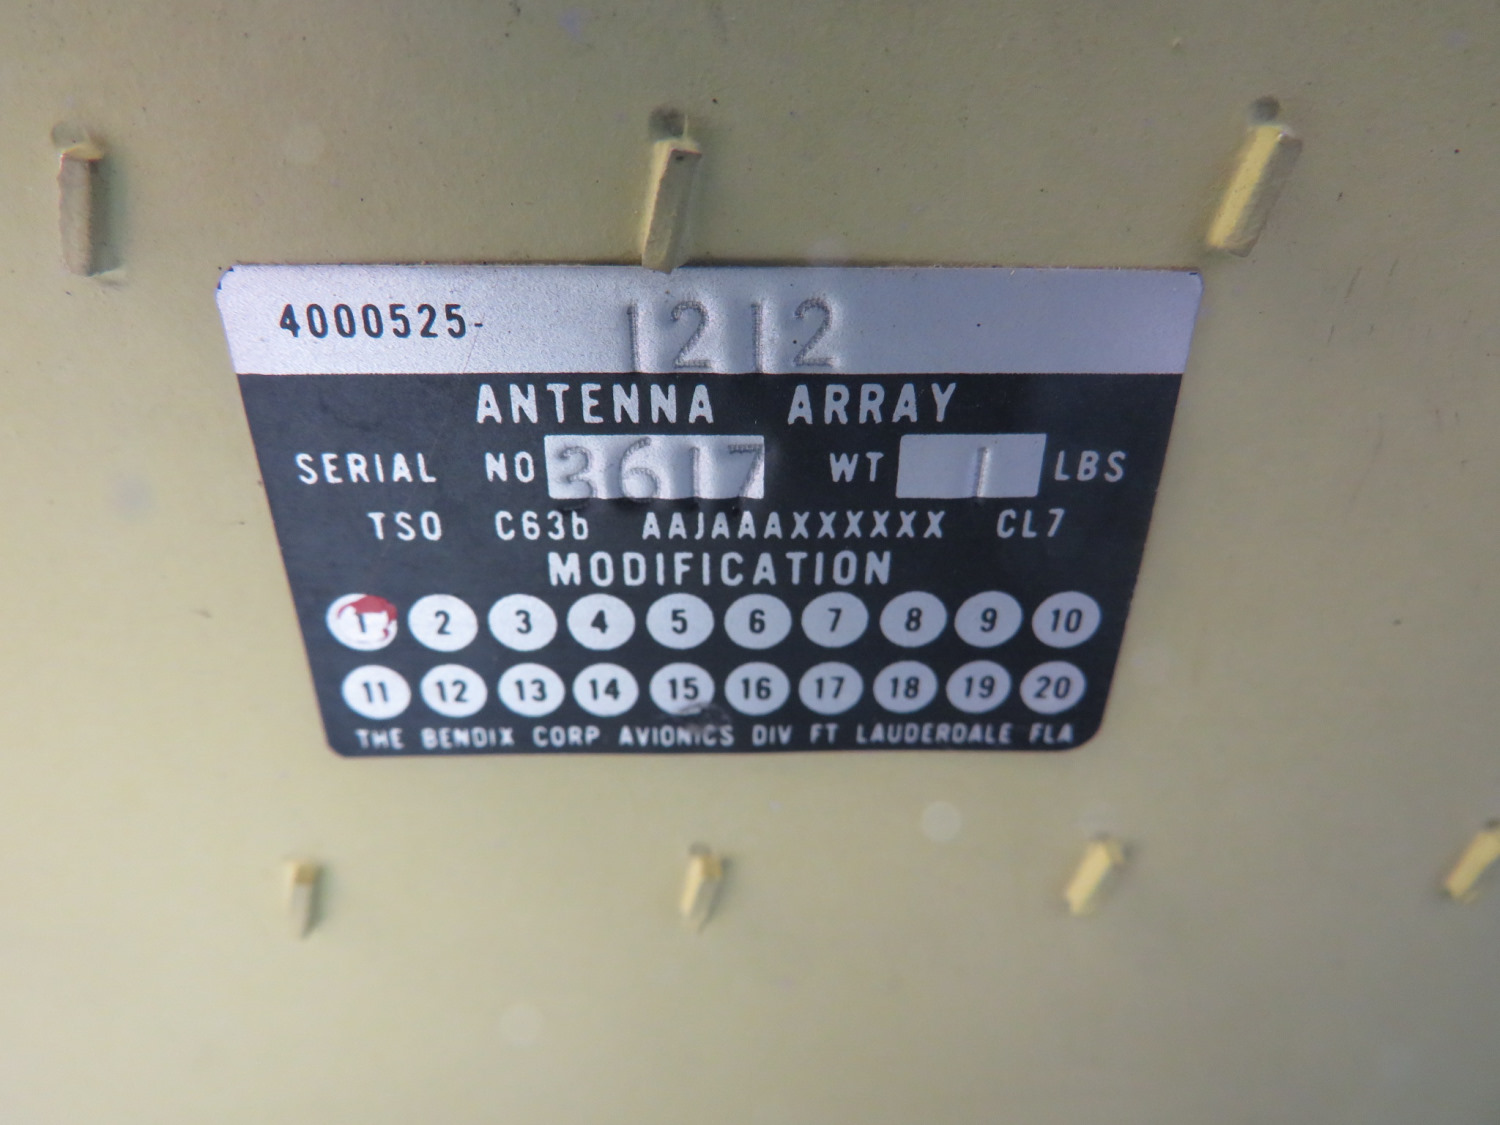 4000525- 1212
ANTENNA ARRAY
SERIAL NO 3617 WT 1 LBS
TSO C63b AAJAAAXXXXXX CL7
MODIFICATION
1 2 3 4 5 6 7 8 9 10
11 12 13 14 15 16 17 18 19 20
THE BENDIX CORP AVIONICS DIV FT LAUDERDALE FLA